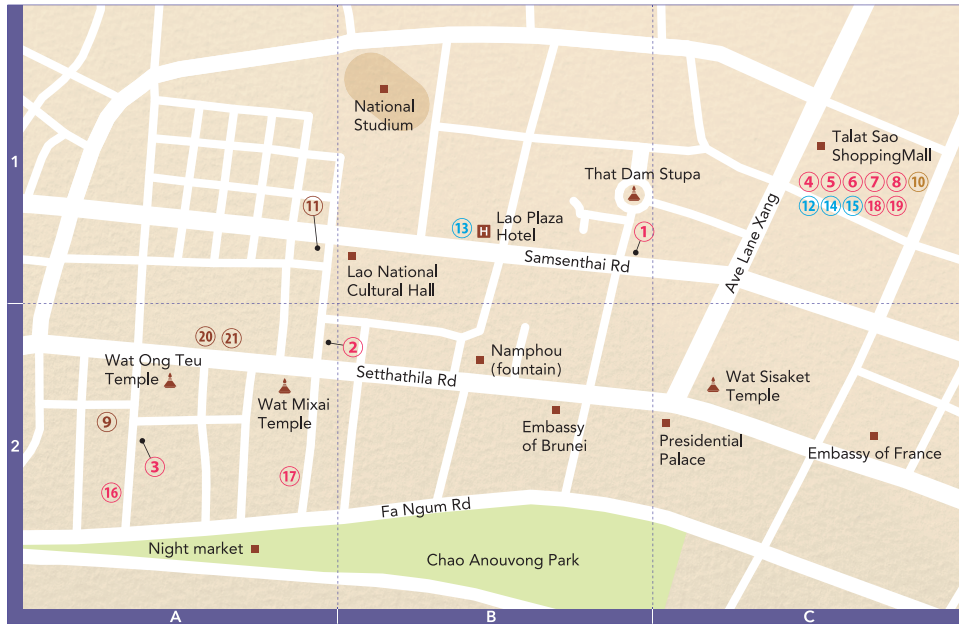 National
Studium
Talat Sao
ShoppingMall
4 5 6 7 8 10
12 14 15 18 19
That Dam Stupa
1
11
13
H
Lao Plaza
Hotel
1
Samsenthai Rd
Ave Lane Xang
Lao National
Cultural Hall
20 21
2
Namphou
(fountain)
Wat Ong Teu
Temple
Setthathila Rd
Wat Sisaket
Temple
Wat Mixai
Temple
9
Embassy
of Brunei
Presidential
Palace
Embassy of France
2
3
16
17
Fa Ngum Rd
Night market
Chao Anouvong Park
A
B
C